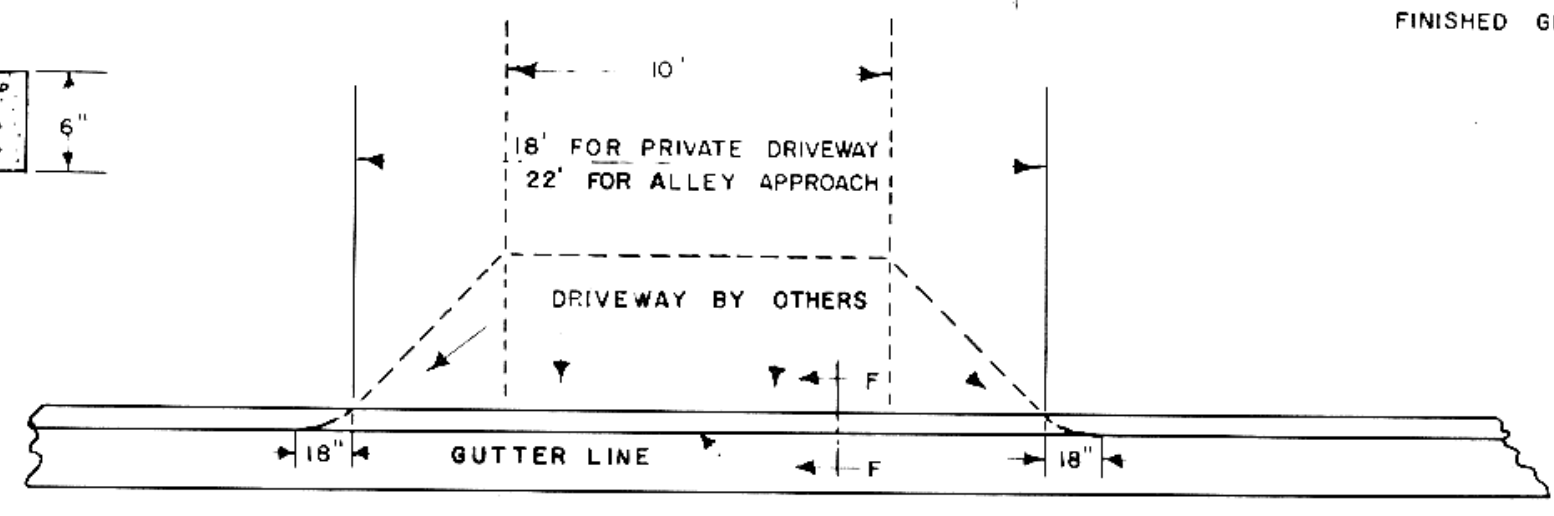 FINISHED
10'
6"
18' FOR PRIVATE DRIVEWAY
22' FOR ALLEY APPROACH
DRIVEWAY BY OTHERS
F
18"
GUTTER LINE
F
18"